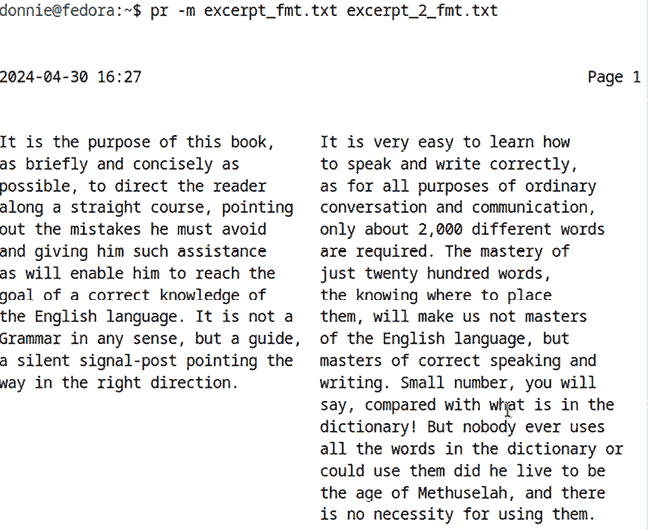 donnie@fedora:~$ pr -m excerpt_fmt.txt excerpt_2_fmt.txt
2024-04-30 16:27 Page 1
It is the purpose of this book,
as briefly and concisely as
possible, to direct the reader
along a straight course, pointing
out the mistakes he must avoid
and giving him such assistance
as will enable him to reach the
goal of a correct knowledge of
the English language. It is not a
Grammar in any sense, but a guide,
a silent signal-post pointing the
way in the right direction.
It is very easy to learn how
to speak and write correctly,
as for all purposes of ordinary
conversation and communication,
only about 2,000 different words
are required. The mastery of
just twenty hundred words,
the knowing where to place
them, will make us not masters
of the English language, but
masters of correct speaking and
writing. Small number, you will
say, compared with what is in the
dictionary! But nobody ever uses
all the words in the dictionary or
could use them did he live to be
the age of Methuselah, and there
is no necessity for using them.